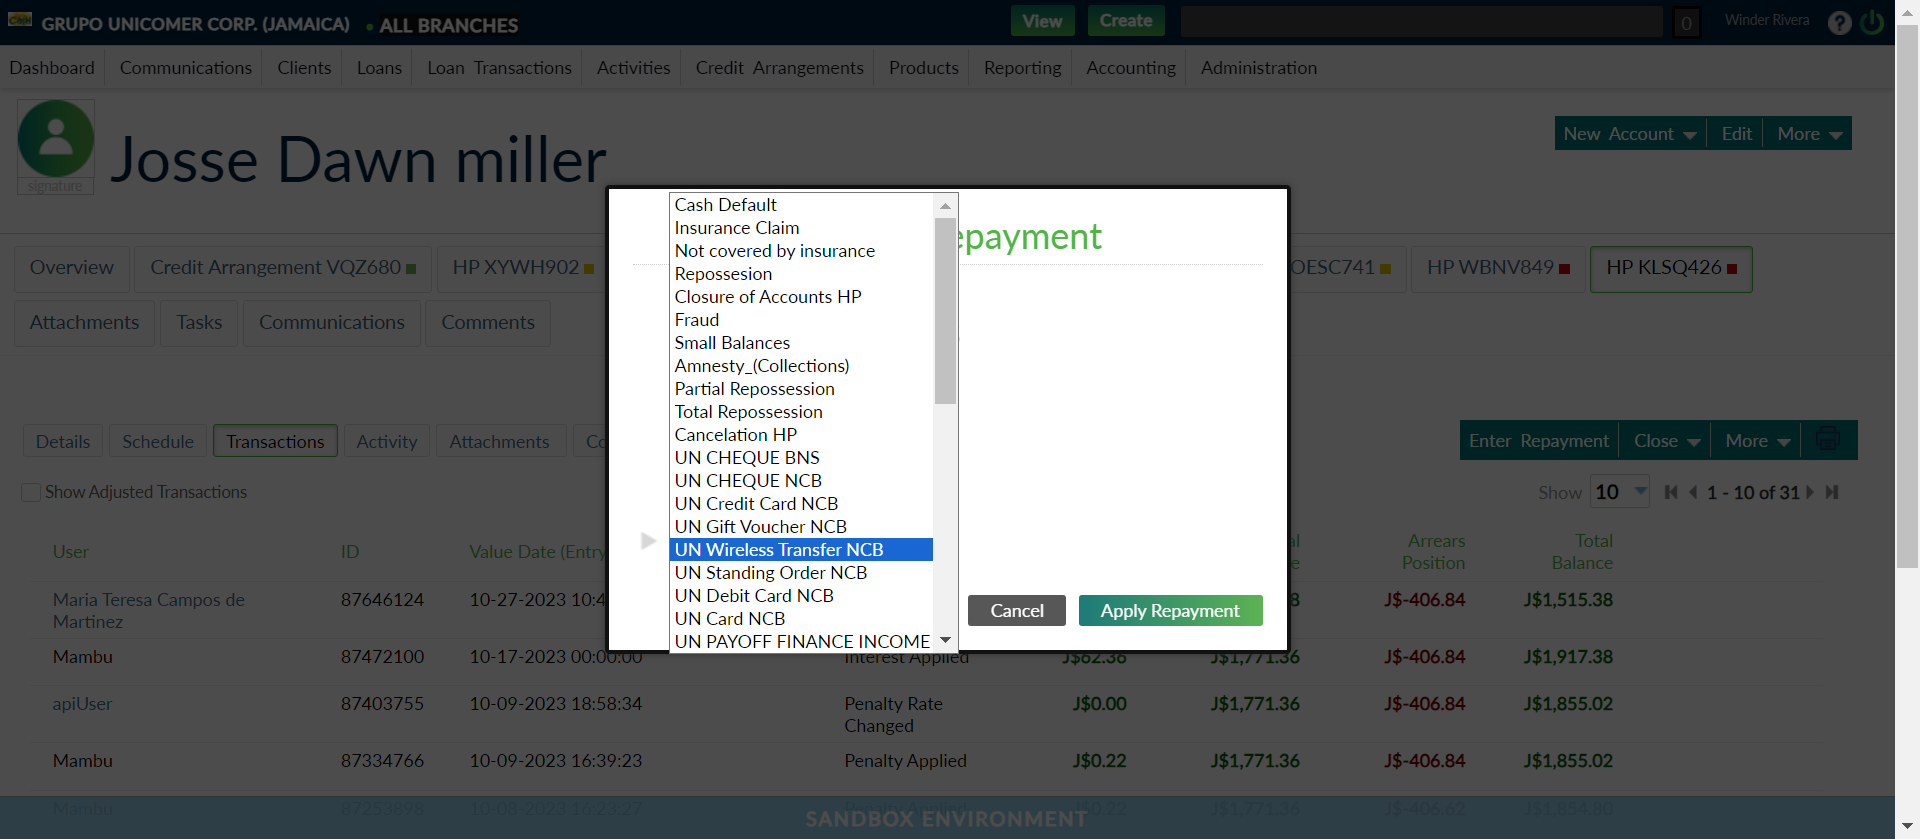 GRUPO UNICOMER CORP. (JAMAICA) • ALL BRANCHES View Create 0 Winder Rivera ?
Dashboard Communications Clients Loans Loan Transactions Activities Credit Arrangements Products Reporting Accounting Administration
signature
Josse Dawn miller
New Account Edit More
epayment
Overview Credit Arrangement VQZ680 HP XYWH902 OESC741 HP WBNV849 HP KLSQ426
Attachments Tasks Communications Comments
Cash Default
Insurance Claim
Not covered by insurance
Repossesion
Closure of Accounts HP
Fraud
Small Balances
Amnesty_(Collections)
Partial Repossession
Total Repossession
Cancelation HP
UN CHEQUE BNS
UN CHEQUE NCB
UN Credit Card NCB
UN Gift Voucher NCB
UN Wireless Transfer NCB
UN Standing Order NCB
UN Debit Card NCB
UN Card NCB
UN PAYOFF FINANCE INCOME
Cancel Apply Repayment
Details Schedule Transactions Activity Attachments Co
Enter Repayment Close More
Show Adjusted Transactions
Show 10 1 - 10 of 31
User ID Value Date (Entry Arrears Position Total Balance
Maria Teresa Campos de Martinez 87646124 10-27-2023 10:4 8 J$-406.84 J$1,515.38
Mambu 87472100 10-17-2023 00:00:00 Interest Applied J$62.36 J$1,771.36 J$-406.84 J$1,917.38
apiUser 87403755 10-09-2023 18:58:34 Penalty Rate Changed J$0.00 J$1,771.36 J$-406.84 J$1,855.02
Mambu 87334766 10-09-2023 16:39:23 Penalty Applied J$0.22 J$1,771.36 J$-406.84 J$1,855.02
Mambu 87253898 10-08-2023 16:23:27 Penalty Applied J$0.22 J$1,771.36 J$-406.62 J$1,854.80
SANDBOX ENVIRONMENT